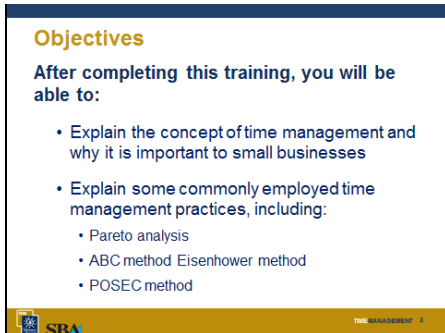 Objectives
After completing this training, you will be
able to:
• Explain the concept of time management and
why it is important to small businesses
• Explain some commonly employed time
management practices, including:
• Pareto analysis
• ABC method Eisenhower method
• POSEC method
SBA
TIME MANAGEMENT